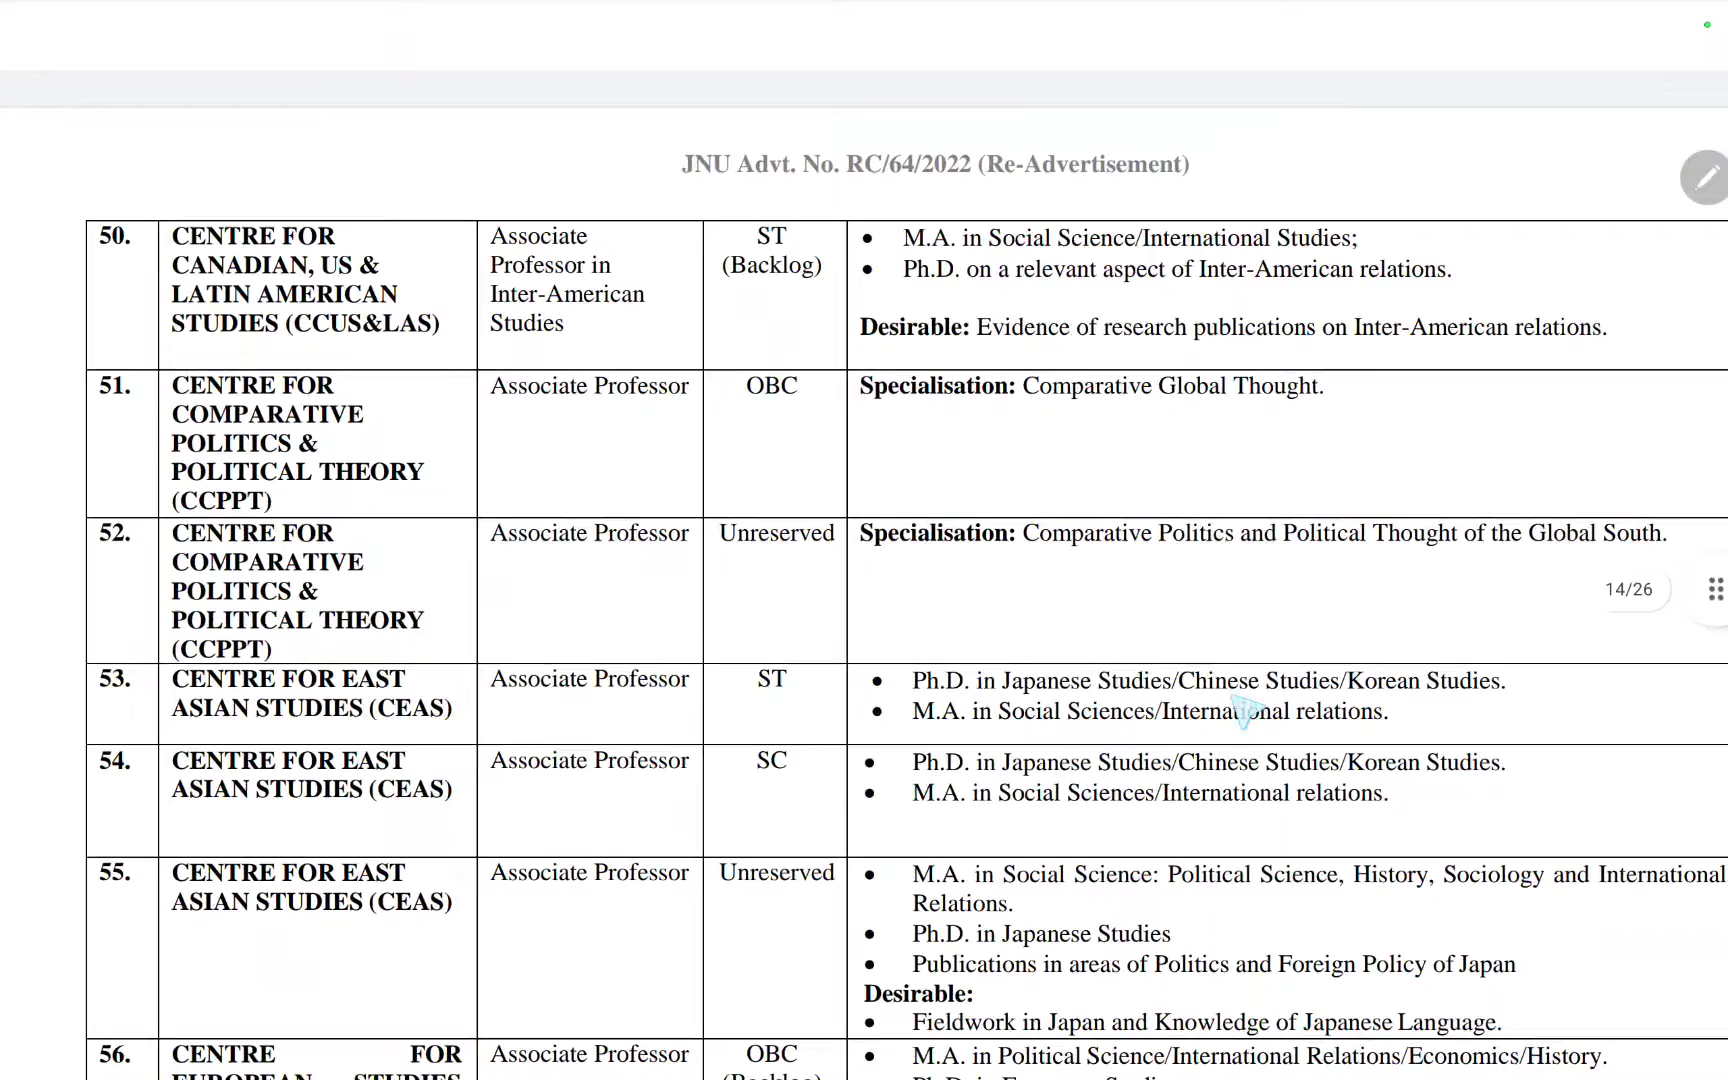 JNU Advt. No. RC/64/2022 (Re-Advertisement)
50.
CENTRE FOR
CANADIAN, US &
LATIN AMERICAN
STUDIES (CCUS&LAS)
Associate
Professor in
Inter-American
Studies
ST
(Backlog)
• M.A. in Social Science/International Studies;
• Ph.D. on a relevant aspect of Inter-American relations.
Desirable: Evidence of research publications on Inter-American relations.
51.
CENTRE FOR
COMPARATIVE
POLITICS &
POLITICAL THEORY
(CCPPT)
Associate Professor
OBC
Specialisation: Comparative Global Thought.
52.
CENTRE FOR
COMPARATIVE
POLITICS &
POLITICAL THEORY
(CCPPT)
Associate Professor
Unreserved
Specialisation: Comparative Politics and Political Thought of the Global South.
14/26
53.
CENTRE FOR EAST
ASIAN STUDIES (CEAS)
Associate Professor
ST
• Ph.D. in Japanese Studies/Chinese Studies/Korean Studies.
• M.A. in Social Sciences/International relations.
54.
CENTRE FOR EAST
ASIAN STUDIES (CEAS)
Associate Professor
SC
• Ph.D. in Japanese Studies/Chinese Studies/Korean Studies.
• M.A. in Social Sciences/International relations.
55.
CENTRE FOR EAST
ASIAN STUDIES (CEAS)
Associate Professor
Unreserved
• M.A. in Social Science: Political Science, History, Sociology and International
Relations.
• Ph.D. in Japanese Studies
• Publications in areas of Politics and Foreign Policy of Japan
Desirable:
• Fieldwork in Japan and Knowledge of Japanese Language.
56.
CENTRE FOR
EUROPEAN STUDIES
Associate Professor
OBC
(Backlog)
• M.A. in Political Science/International Relations/Economics/History.